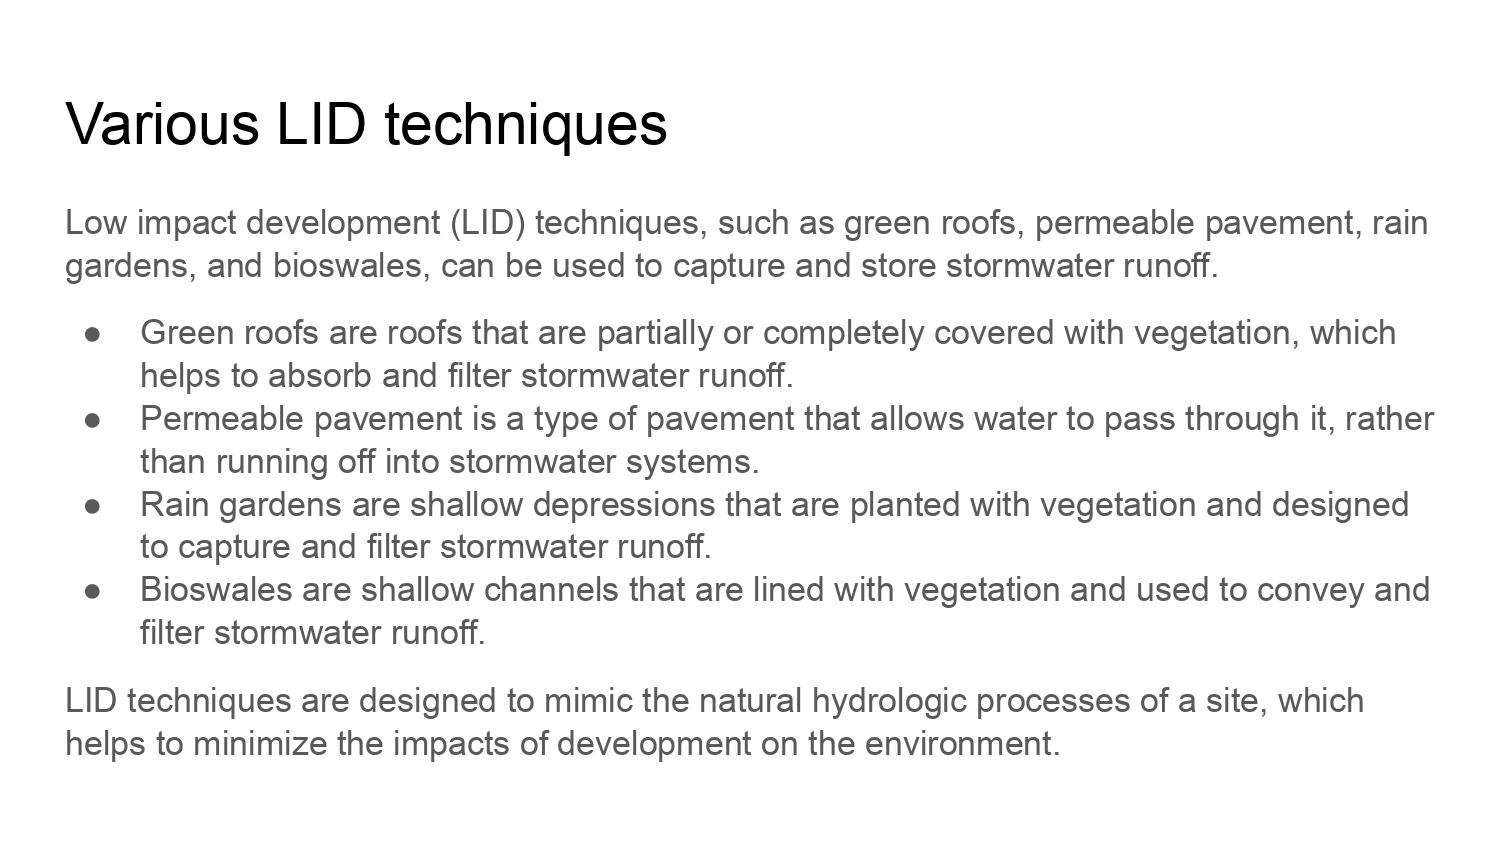 Various LID techniques
Low impact development (LID) techniques, such as green roofs, permeable pavement, rain
gardens, and bioswales, can be used to capture and store stormwater runoff.
● Green roofs are roofs that are partially or completely covered with vegetation, which
helps to absorb and filter stormwater runoff.
● Permeable pavement is a type of pavement that allows water to pass through it, rather
than running off into stormwater systems.
● Rain gardens are shallow depressions that are planted with vegetation and designed
to capture and filter stormwater runoff.
● Bioswales are shallow channels that are lined with vegetation and used to convey and
filter stormwater runoff.
LID techniques are designed to mimic the natural hydrologic processes of a site, which
helps to minimize the impacts of development on the environment.